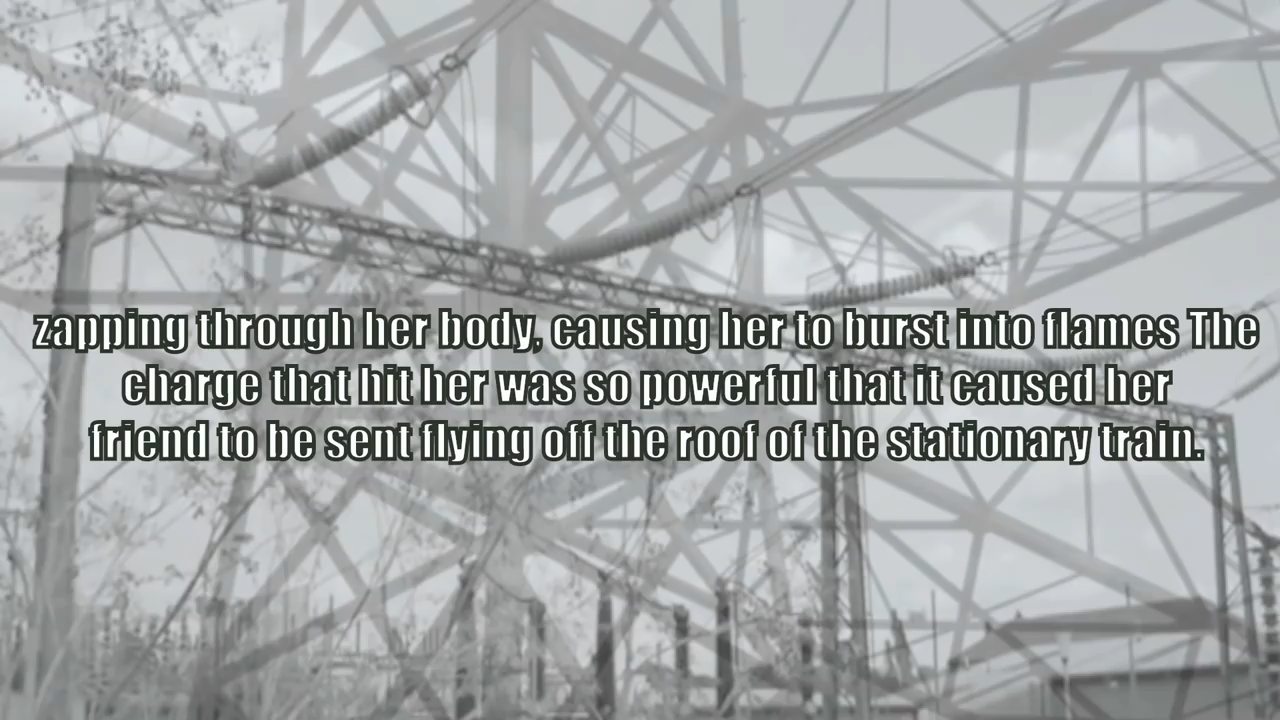 zapping through her body, causing her to burst into flames The
charge that hit her was so powerful that it caused her
friend to be sent flying off the roof of the stationary train.